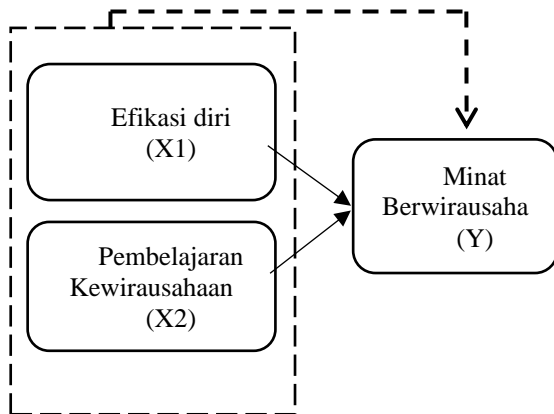 Efikasi diri
(X1)
Pembelajaran
Kewirausahaan
(X2)
Minat
Berwirausaha
(Y)